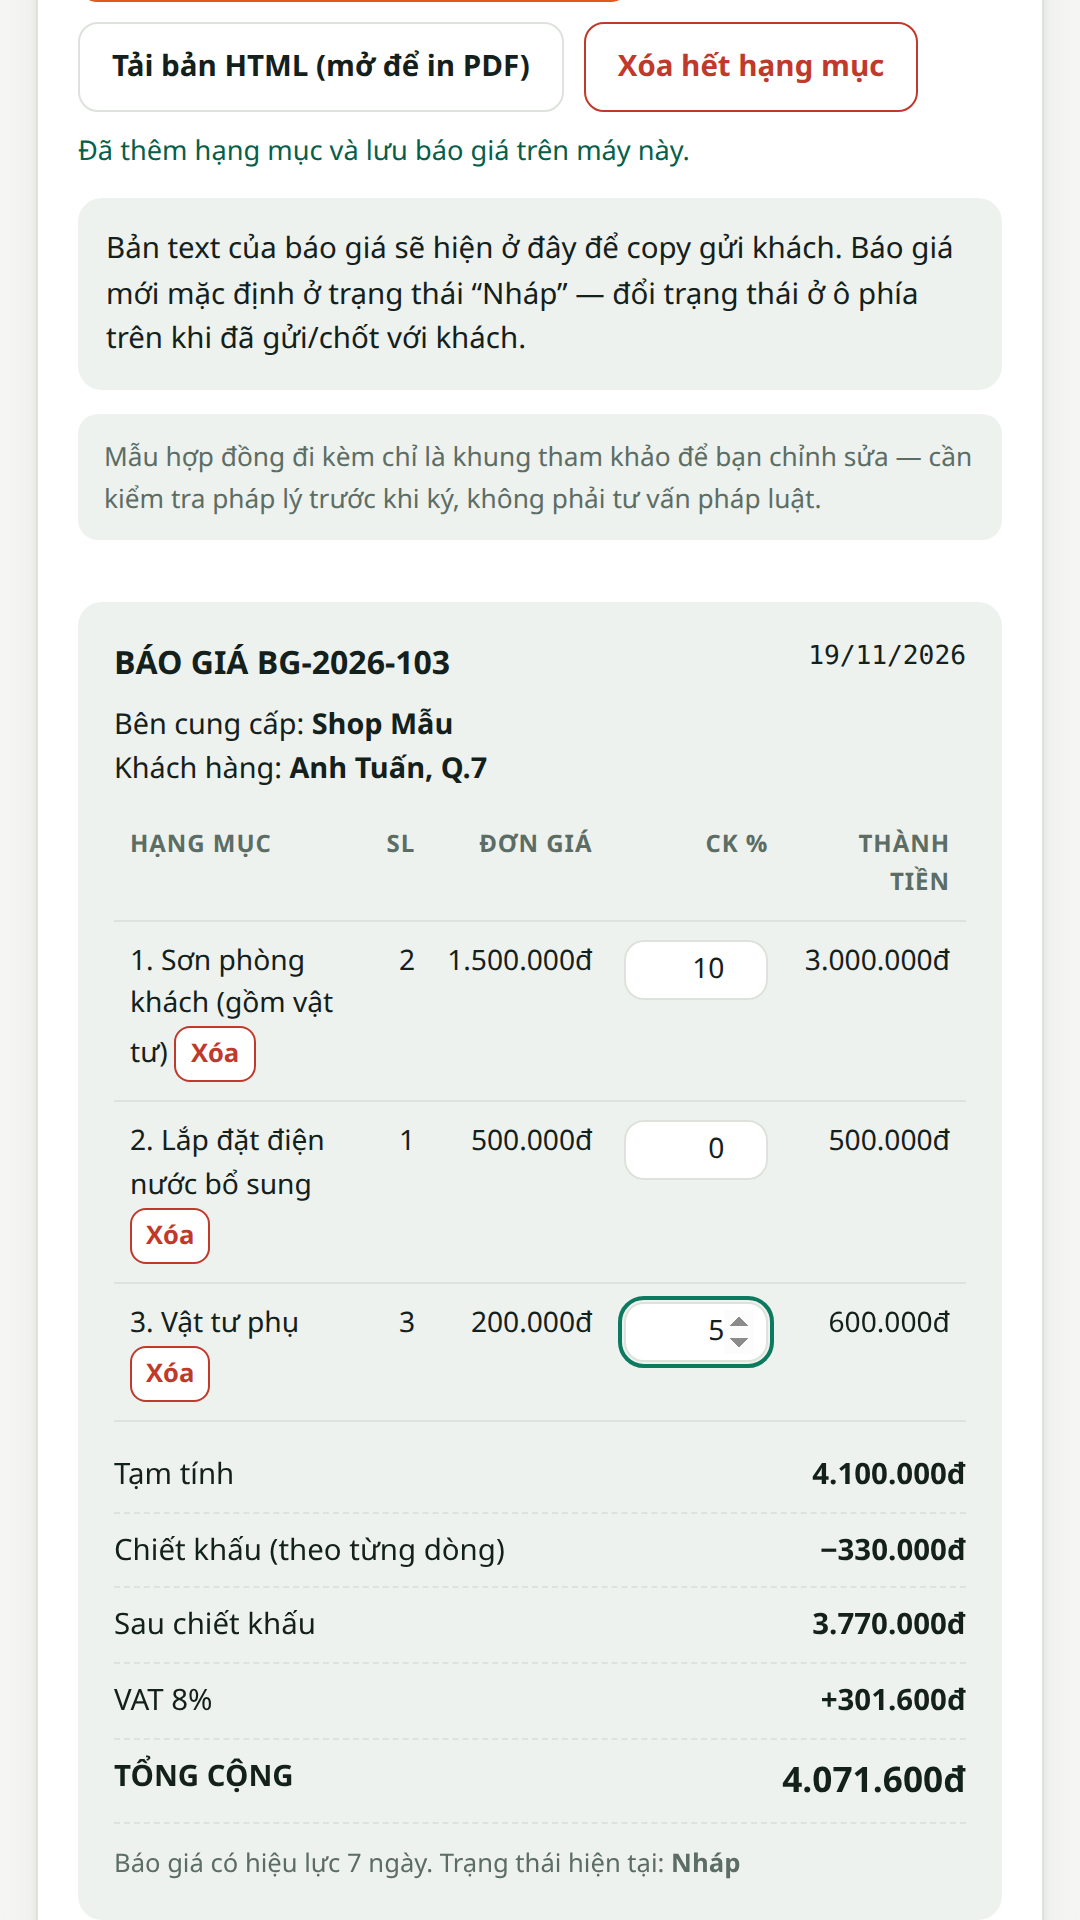 Tải bản HTML (mở để in PDF)
Xóa hết hạng mục
Đã thêm hạng mục và lưu báo giá trên máy này.
Bản text của báo giá sẽ hiện ở đây để copy gửi khách. Báo giá
mới mặc định ở trạng thái “Nháp” — đổi trạng thái ở ô phía
trên khi đã gửi/chốt với khách.
Mẫu hợp đồng đi kèm chỉ là khung tham khảo để bạn chỉnh sửa — cần
kiểm tra pháp lý trước khi ký, không phải tư vấn pháp luật.
BÁO GIÁ BG-2026-103
19/11/2026
Bên cung cấp: Shop Mẫu
Khách hàng: Anh Tuấn, Q.7
HẠNG MỤC SL ĐƠN GIÁ CK % THÀNH
TIỀN
1. Sơn phòng 2 1.500.000đ 10 3.000.000đ
khách (gồm vật
tư) Xóa
2. Lắp đặt điện 1 500.000đ 0 500.000đ
nước bổ sung
Xóa
3. Vật tư phụ 3 200.000đ 5 600.000đ
Xóa
Tạm tính 4.100.000đ
Chiết khấu (theo từng dòng) −330.000đ
Sau chiết khấu 3.770.000đ
VAT 8% +301.600đ
TỔNG CỘNG 4.071.600đ
Báo giá có hiệu lực 7 ngày. Trạng thái hiện tại: Nháp